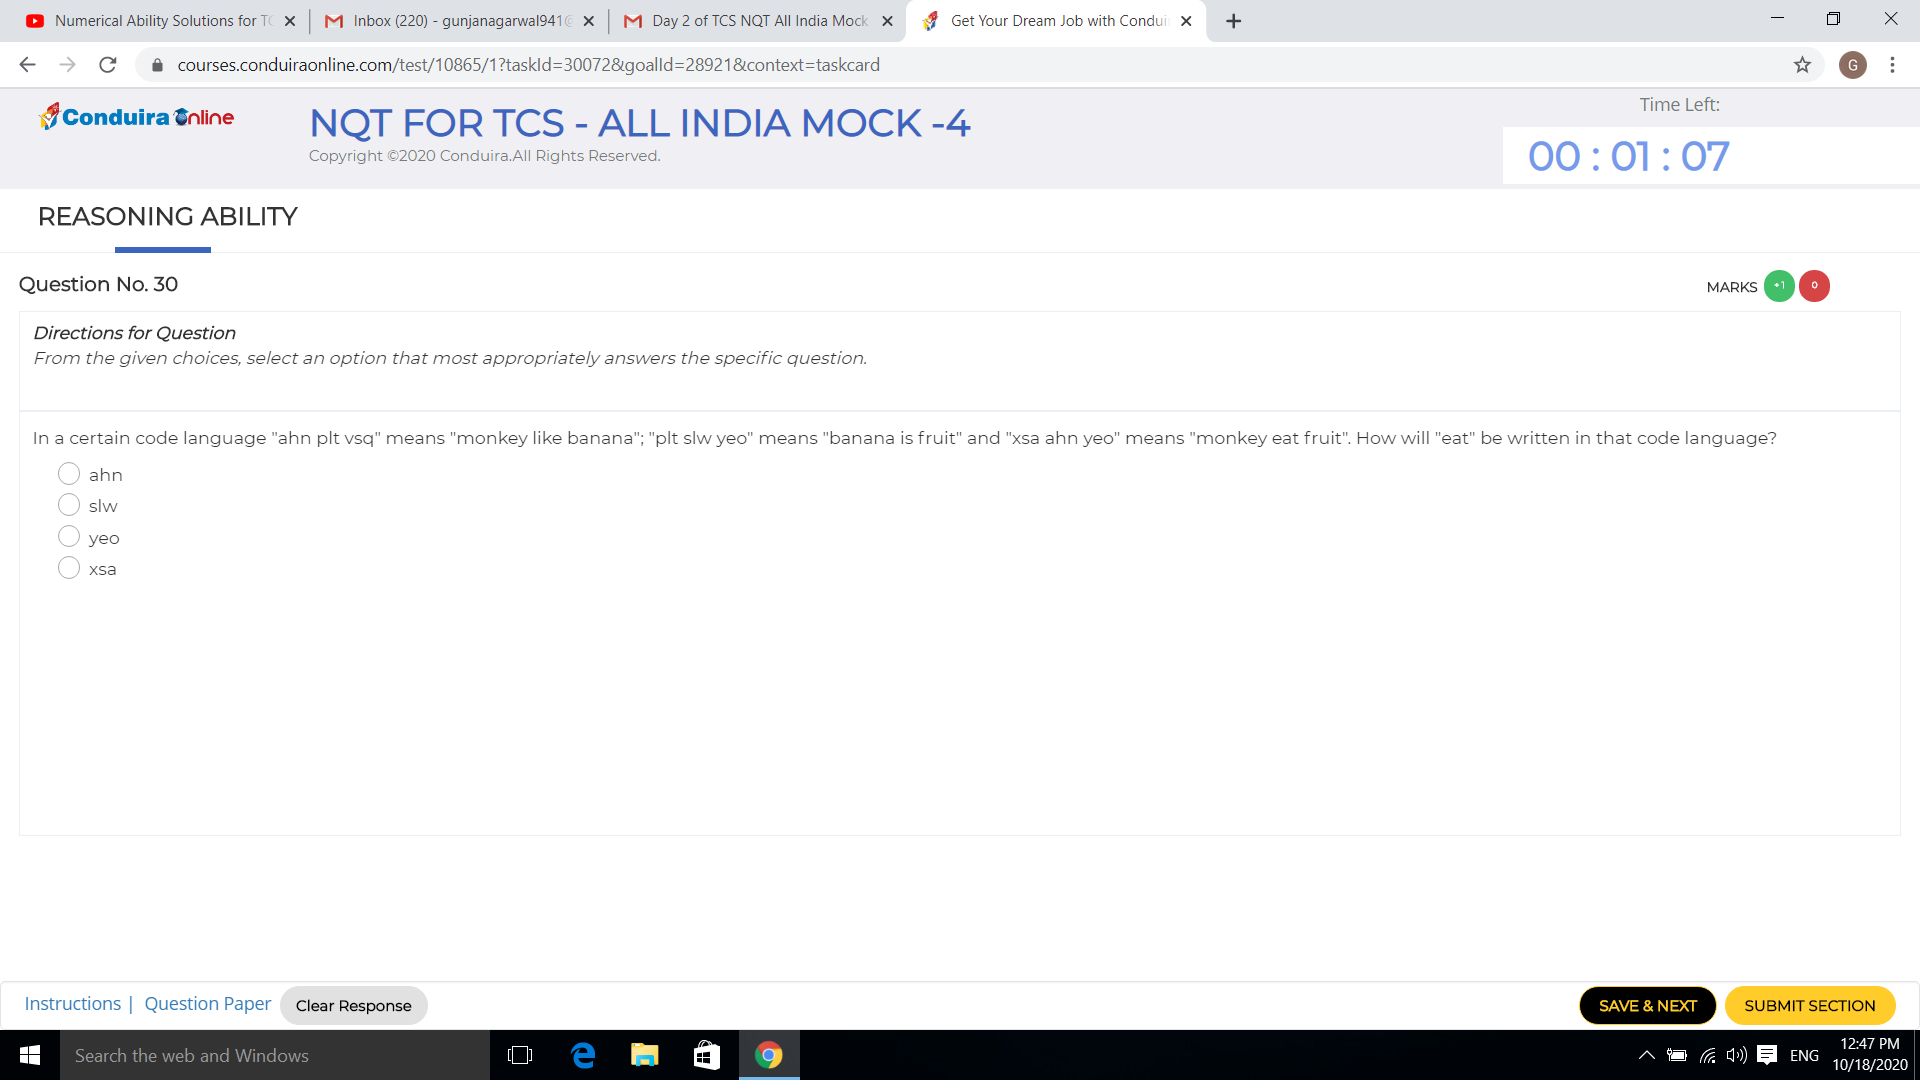 Numerical Ability Solutions for TC
Inbox (220) - gunjanagarwal941@
Day 2 of TCS NQT All India Mock
Get Your Dream Job with Condui
courses.conduiraonline.com/test/10865/1?taskId=30072&goalId=28921&context=taskcard
G
Conduira Online
NQT FOR TCS - ALL INDIA MOCK -4
Copyright ©2020 Conduira.All Rights Reserved.
Time Left:
00 : 01 : 07
REASONING ABILITY
Question No. 30
MARKS +1 0
Directions for Question
From the given choices, select an option that most appropriately answers the specific question.
In a certain code language "ahn plt vsq" means "monkey like banana"; "plt slw yeo" means "banana is fruit" and "xsa ahn yeo" means "monkey eat fruit". How will "eat" be written in that code language?
ahn
slw
yeo
xsa
Instructions | Question Paper Clear Response
SAVE & NEXT SUBMIT SECTION
Search the web and Windows
ENG
12:47 PM
10/18/2020